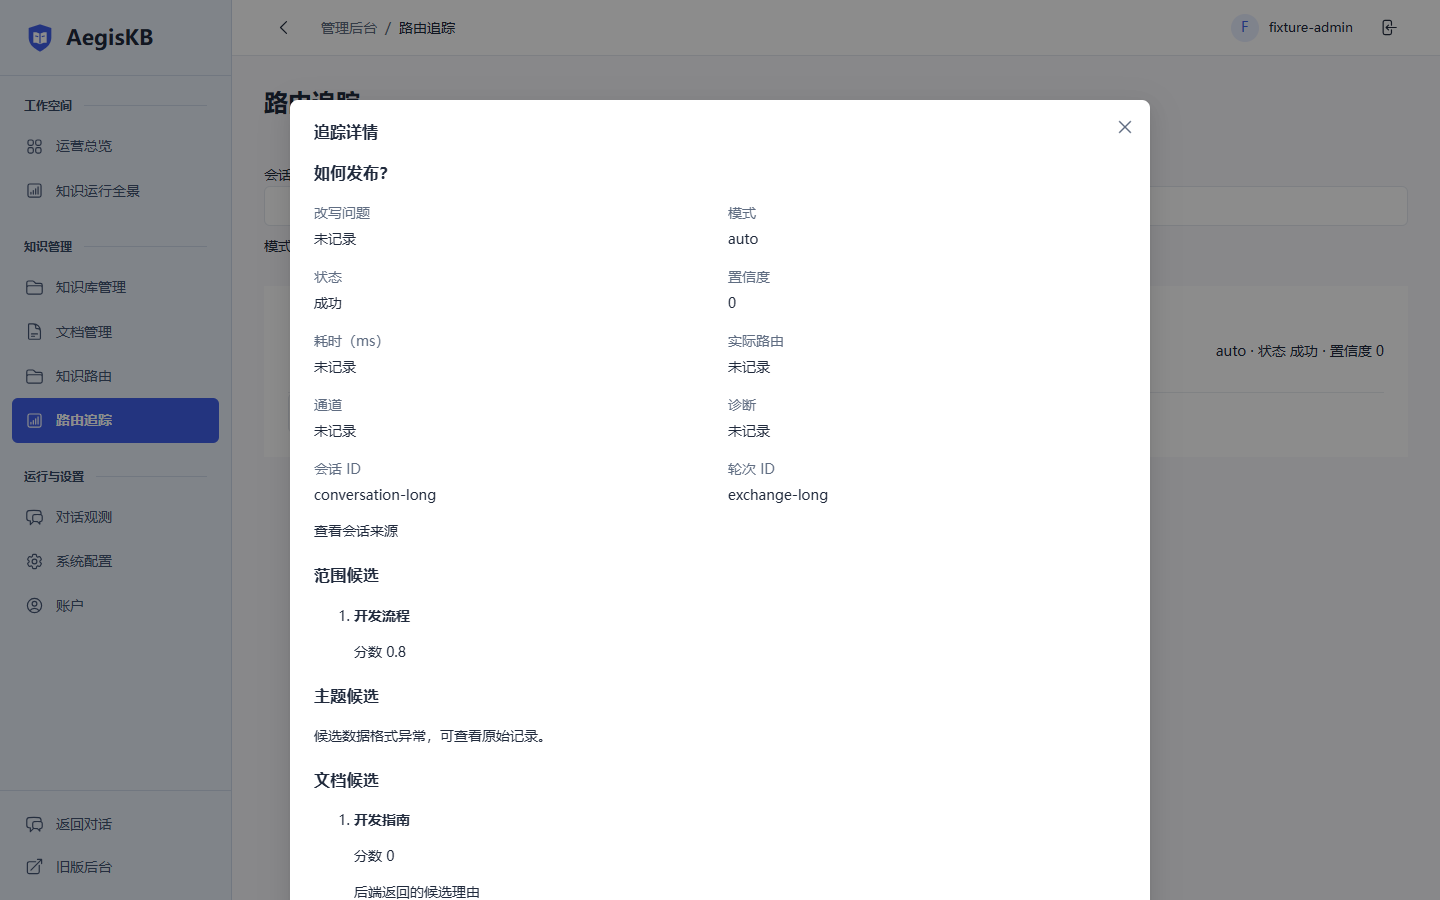 AegisKB
管理后台 / 路由追踪
F fixture-admin
工作空间
运营总览
知识运行全景
知识管理
知识库管理
文档管理
知识路由
路由追踪
运行与设置
对话观测
系统配置
账户
返回对话
旧版后台
路由追踪
会话
模式
auto · 状态 成功 · 置信度 0
追踪详情
如何发布?
改写问题 模式
未记录 auto
状态 置信度
成功 0
耗时（ms） 实际路由
未记录 未记录
通道 诊断
未记录 未记录
会话 ID 轮次 ID
conversation-long exchange-long
查看会话来源
范围候选
1. 开发流程
分数 0.8
主题候选
候选数据格式异常，可查看原始记录。
文档候选
1. 开发指南
分数 0
后端返回的候选理由